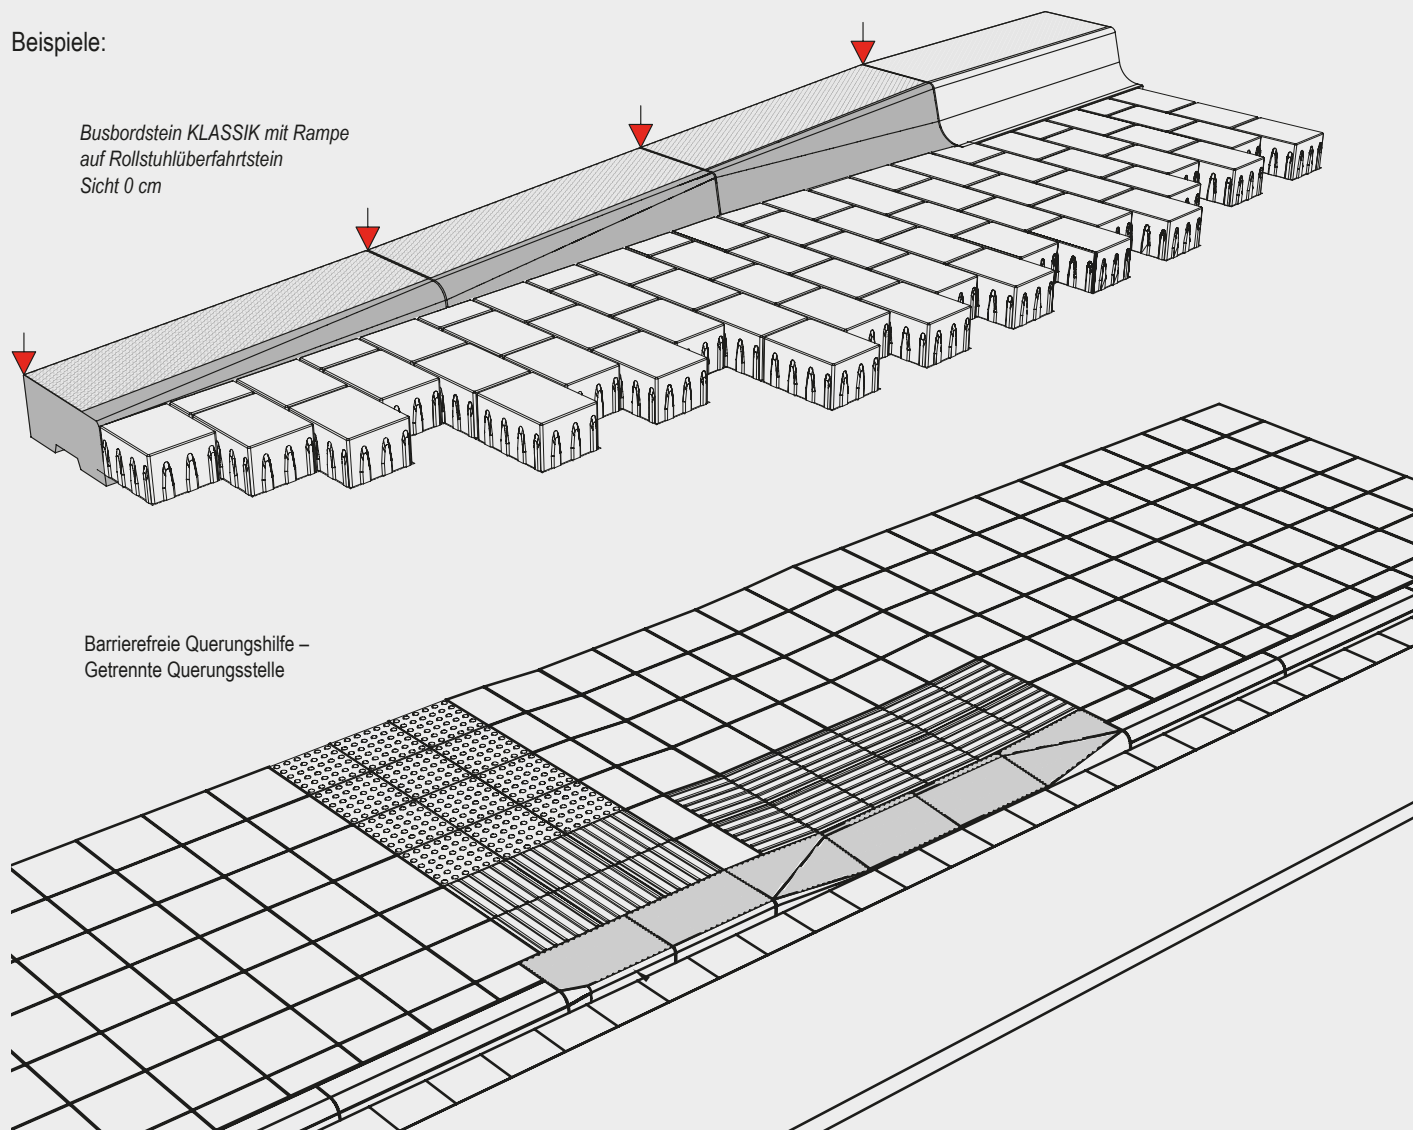 Beispiele:
Busbordstein KLASSIK mit Rampe
auf Rollstuhlüberfahrtstein
Sicht 0 cm
Barrierefreie Querungshilfe –
Getrennte Querungsstelle